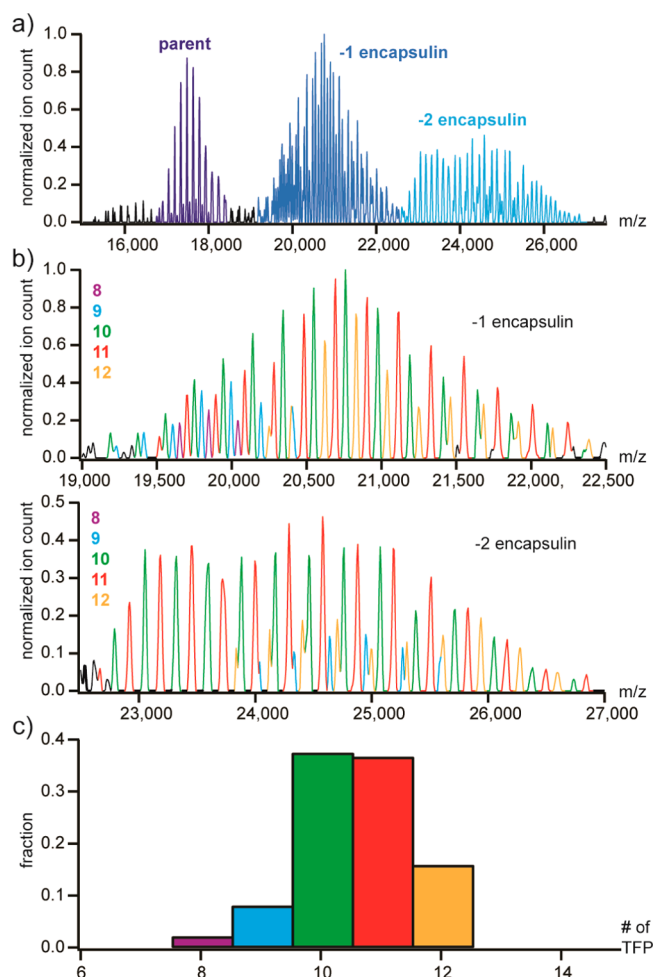 a)
normalized ion count
1.0
0.8
0.6
0.4
0.2
0.0
parent
-1 encapsulin
-2 encapsulin
16,000 18,000 20,000 22,000 24,000 26,000 m/z
b)
normalized ion count
1.0
0.8
0.6
0.4
0.2
0.0
8
9
10
11
12
-1 encapsulin
19,000 19,500 20,000 20,500 21,000 21,500 22,000 22,500 m/z
normalized ion count
0.5
0.4
0.3
0.2
0.1
0.0
8
9
10
11
12
-2 encapsulin
23,000 24,000 25,000 26,000 27,000 m/z
c)
fraction
0.4
0.3
0.2
0.1
0.0
6 8 10 12 14
# of
TFP